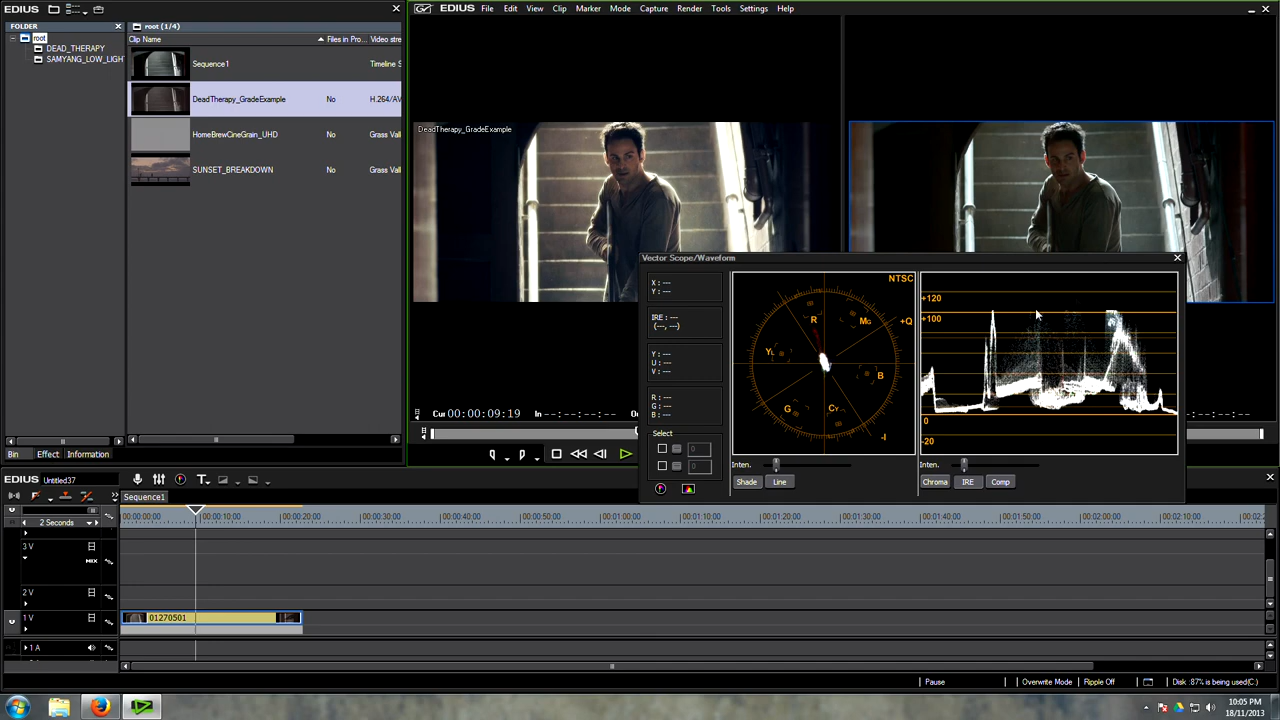 EDIUS
FOLDER
root
DEAD_THERAPY
SAMYANG_LOW_LIGH
root (1/4)
Clip Name Files in Pro... Video stre
Sequence1 Timeline S
DeadTherapy_GradeExample No H.264/AV
HomeBrewCineGrain_UHD No Grass Val
SUNSET_BREAKDOWN Grass Val
Bin Effect Information
EDIUS File Edit View Clip Marker Mode Capture Render Tools Settings Help
DeadTherapy_GradeExample
Cur 00:00:09:19 In --:--:--:-- Ou
Vector Scope/Waveform
X : ---
Y : ---
IRE : ---
(---, ---)
Y : ---
U : ---
V : ---
R : ---
G : ---
B : ---
Select
0
0
NTSC
R MG +Q
YL B
G CY -I
Inten.
Shade Line
+120
+100
0
-20
Inten.
Chroma IRE Comp
EDIUS Untitled37
Sequence1
2 Seconds
00:00:00:00 00:00:10:00 00:00:20:00 00:00:30:00 00:00:40:00 00:00:50:00 00:01:00:00 00:01:10:00 00:01:20:00 00:01:30:00 00:01:40:00 00:01:50:00 00:02:00:00 00:02:10:00 00:02:2
3 V
MIX
2 V
1 V
01270501
1 A
Pause Overwrite Mode Ripple Off Disk :87% is being used(C:)
10:05 PM
18/11/2013